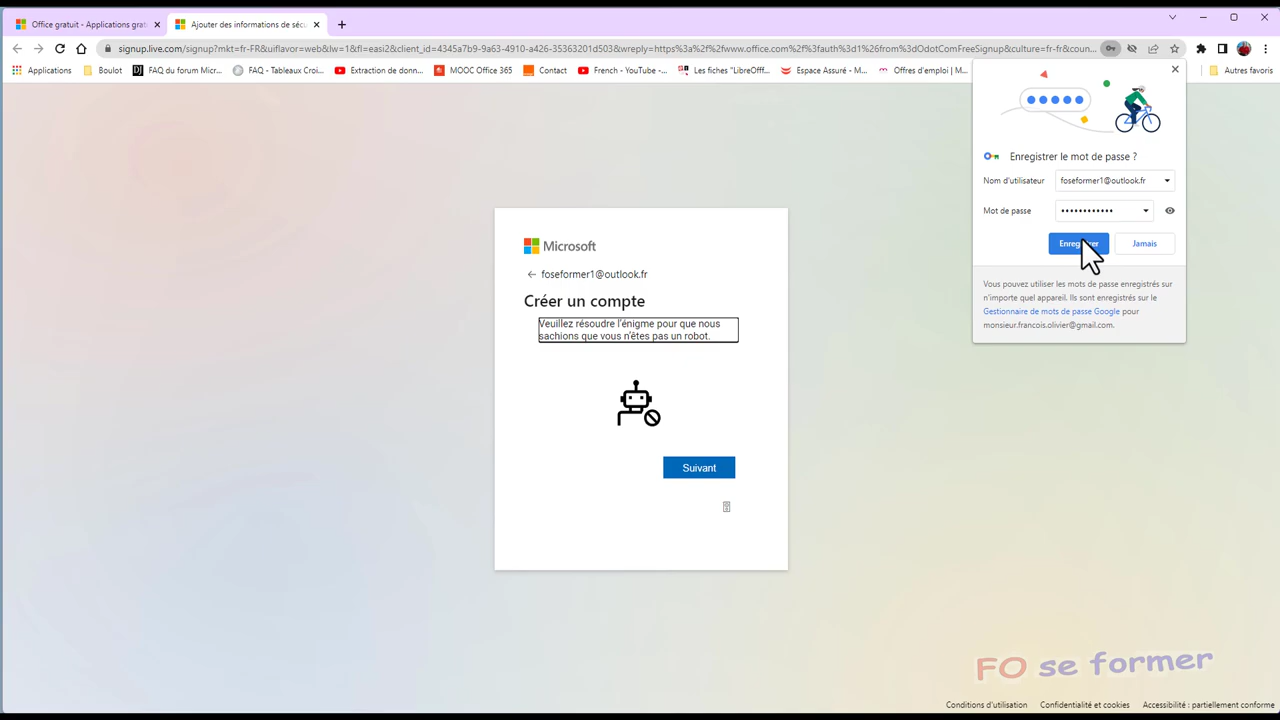 Office gratuit - Applications grat
Ajouter des informations de sécu
signup.live.com/signup?mkt=fr-FR&uiflavor=web&lw=1&fl=easi2&client_id=4345a7b9-9a63-4910-a426-35363201d503&wreply=https%3a%2f%2fwww.office.com%2f%3fauth%3d1%26from%3dOdotComFreeSignup&culture=fr-fr&coun...
Applications
Boulot
FAQ du forum Micr...
FAQ - Tableaux Croi...
Extraction de donn...
MOOC Office 365
Contact
French - YouTube -...
Les fiches "LibreOff...
Espace Assuré - M...
Offres d'emploi | M...
Autres favoris
Enregistrer le mot de passe ?
Nom d'utilisateur foseformer1@outlook.fr
Mot de passe ••••••••••••
Jamais
Vous pouvez utiliser les mots de passe enregistrés sur
n'importe quel appareil. Ils sont enregistrés sur le
Gestionnaire de mots de passe Google pour
monsieur.francois.olivier@gmail.com.
Microsoft
← foseformer1@outlook.fr
Créer un compte
Veuillez résoudre l'énigme pour que nous
sachions que vous n'êtes pas un robot.
Suivant
FO se former
Conditions d'utilisation Confidentialité et cookies Accessibilité : partiellement conforme